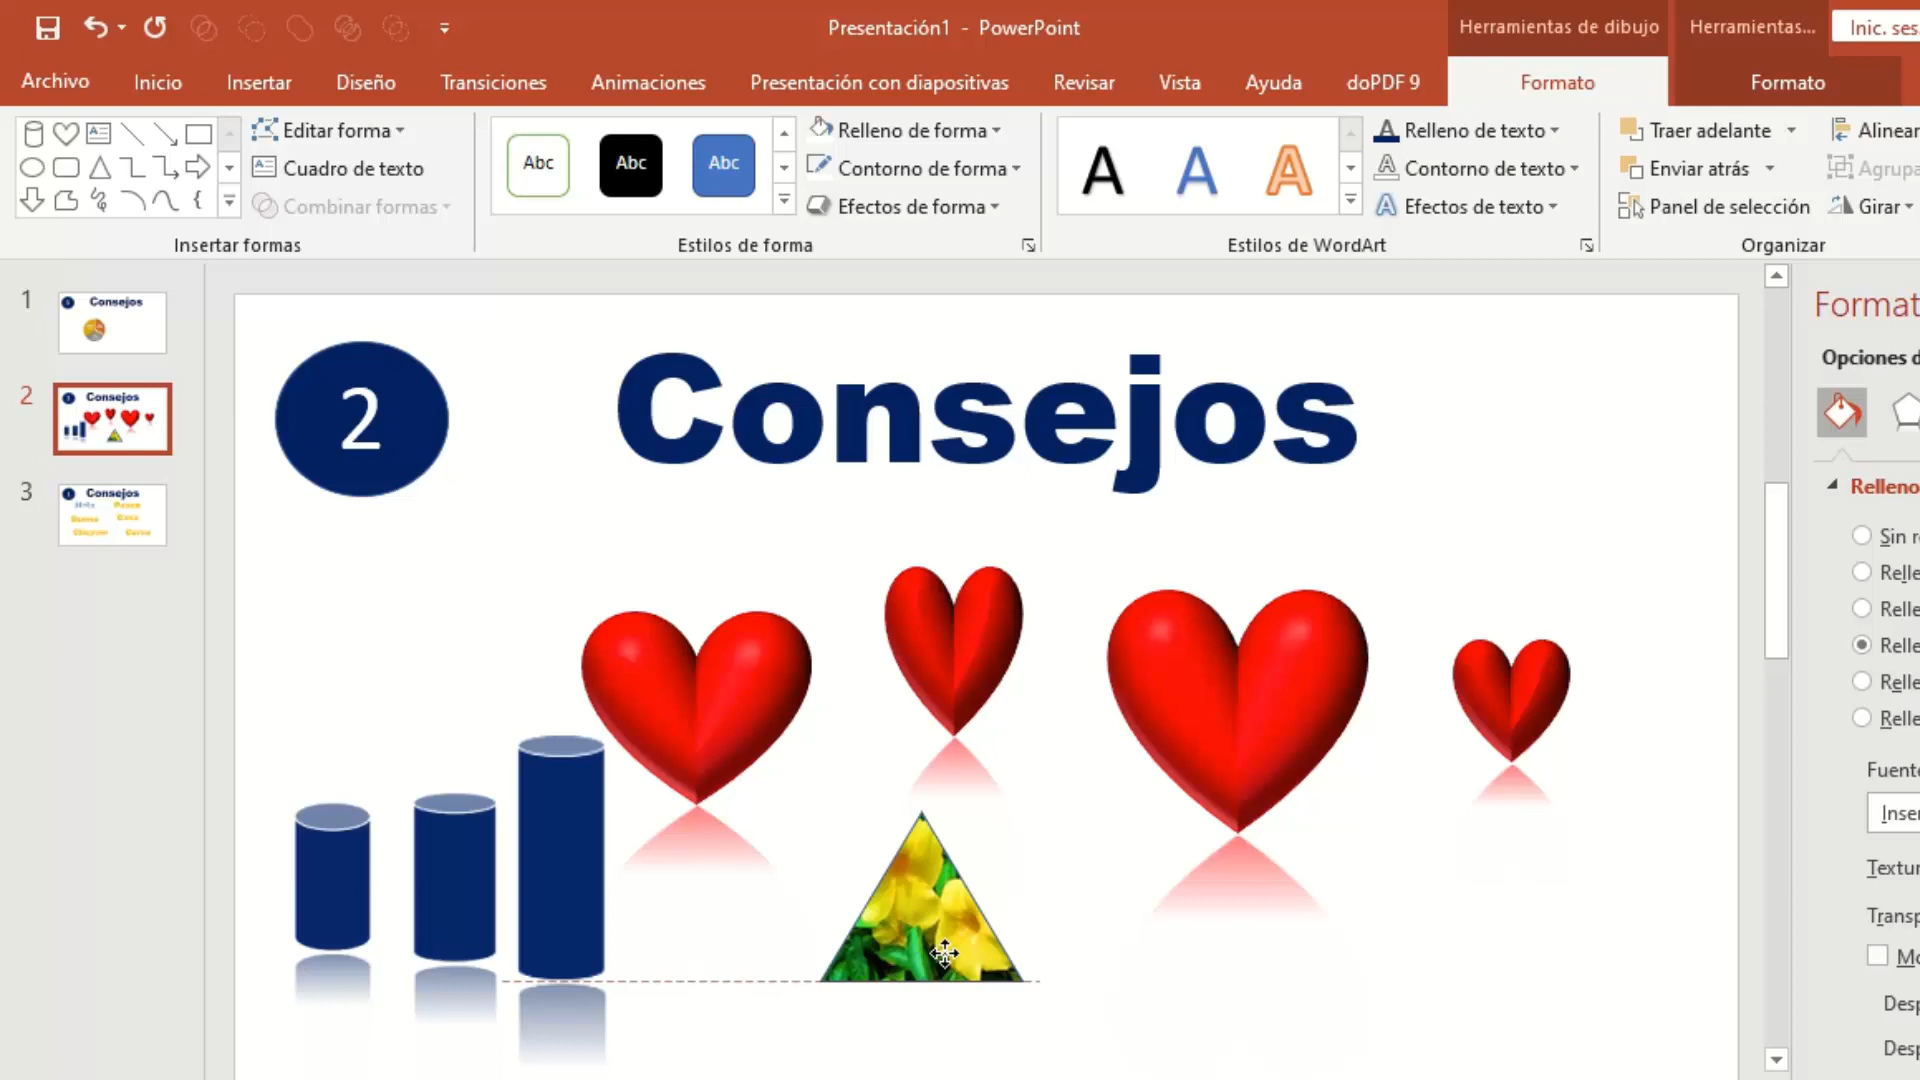 Presentación1 - PowerPoint
Herramientas de dibujo
Herramientas...
Inic. ses
Archivo
Inicio
Insertar
Diseño
Transiciones
Animaciones
Presentación con diapositivas
Revisar
Vista
Ayuda
doPDF 9
Formato
Formato
Editar forma
Cuadro de texto
Combinar formas
Insertar formas
Abc
Abc
Abc
Relleno de forma
Contorno de forma
Efectos de forma
Estilos de forma
A
A
A
Relleno de texto
Contorno de texto
Efectos de texto
Estilos de WordArt
Traer adelante
Enviar atrás
Panel de selección
Alinear
Agrupa
Girar
Organizar
1
Consejos
2
Consejos
3
Consejos
2
Consejos
Format
Opciones d
Relleno
Sin r
Relle
Relle
Relle
Relle
Relle
Fuente
Inser
Textur
Transp
Mo
Desp
Desp